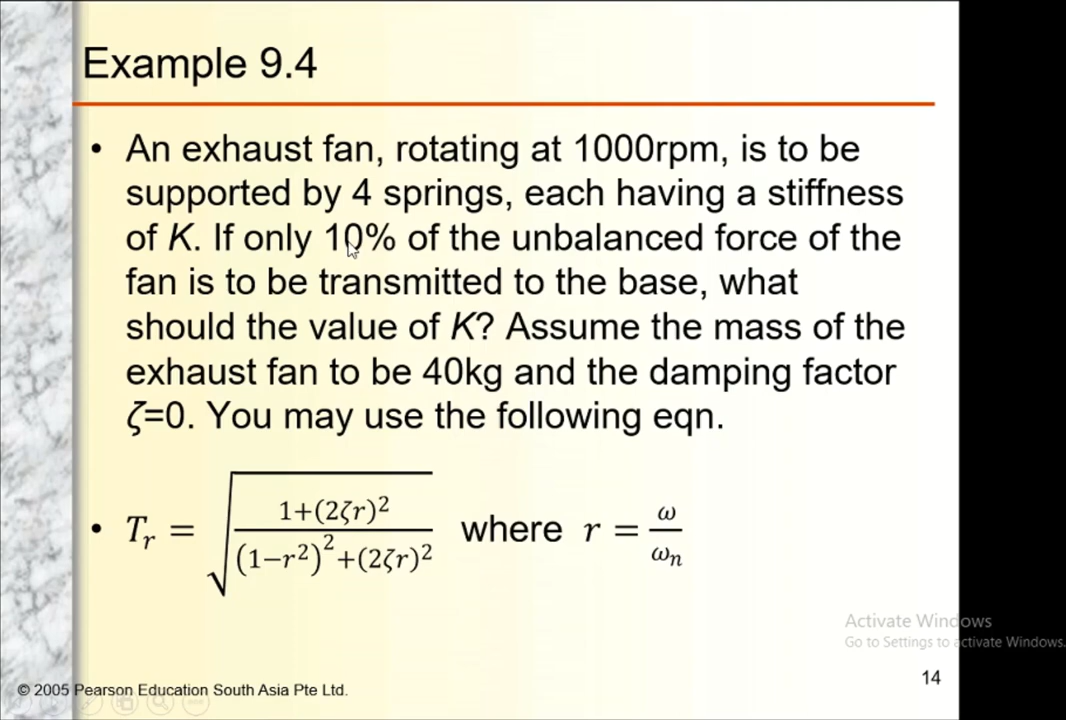 Example 9.4
• An exhaust fan, rotating at 1000rpm, is to be
supported by 4 springs, each having a stiffness
of K. If only 10% of the unbalanced force of the
fan is to be transmitted to the base, what
should the value of K? Assume the mass of the
exhaust fan to be 40kg and the damping factor
ζ=0. You may use the following eqn.
• Tᵣ = √((1+(2ζr)²)/((1−r²)²+(2ζr)²)) where r = ω/ωₙ
Activate Windows
Go to Settings to activate Windows.
14
© 2005 Pearson Education South Asia Pte Ltd.